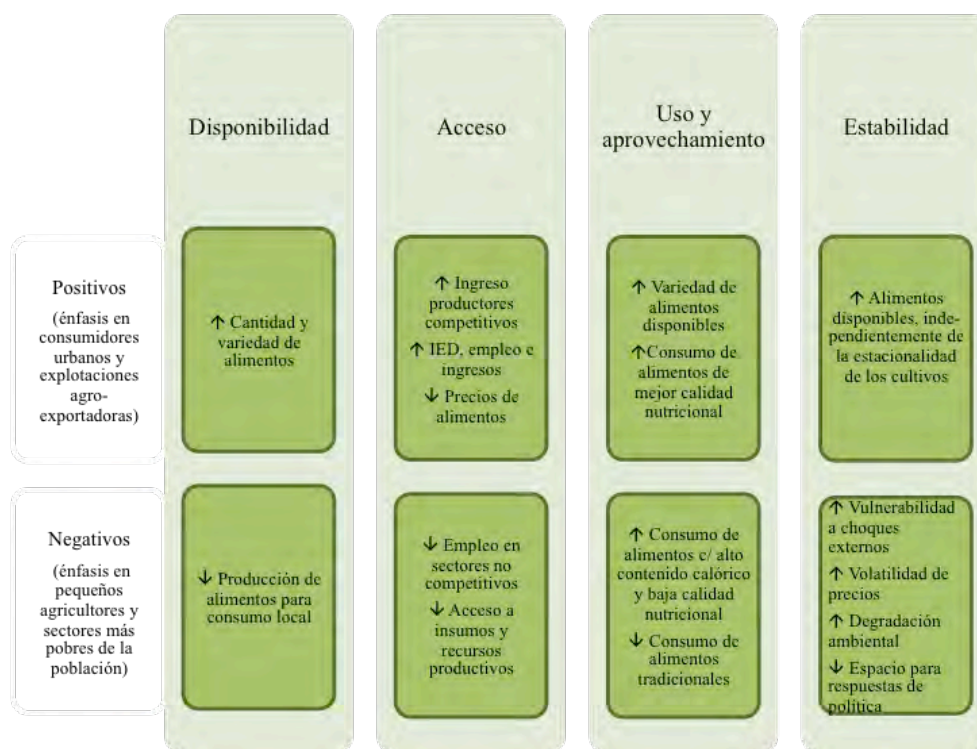 Disponibilidad
Acceso
Uso y
aprovechamiento
Estabilidad
Positivos
(énfasis en
consumidores
urbanos y
explotaciones
agro-
exportadoras)
↑ Cantidad y
variedad de
alimentos
↑ Ingreso
productores
competitivos
↑ IED, empleo e
ingresos
↓ Precios de
alimentos
↑ Variedad de
alimentos
disponibles
↑Consumo de
alimentos de
mejor calidad
nutricional
↑ Alimentos
disponibles, inde-
pendientemente de
la estacionalidad
de los cultivos
Negativos
(énfasis en
pequeños
agricultores y
sectores más
pobres de la
población)
↓ Producción de
alimentos para
consumo local
↓ Empleo en
sectores no
competitivos
↓ Acceso a
insumos y
recursos
productivos
↑ Consumo de
alimentos c/ alto
contenido calórico
y baja calidad
nutricional
↓ Consumo de
alimentos
tradicionales
↑ Vulnerabilidad
a choques
externos
↑ Volatilidad de
precios
↑ Degradación
ambiental
↓ Espacio para
respuestas de
política